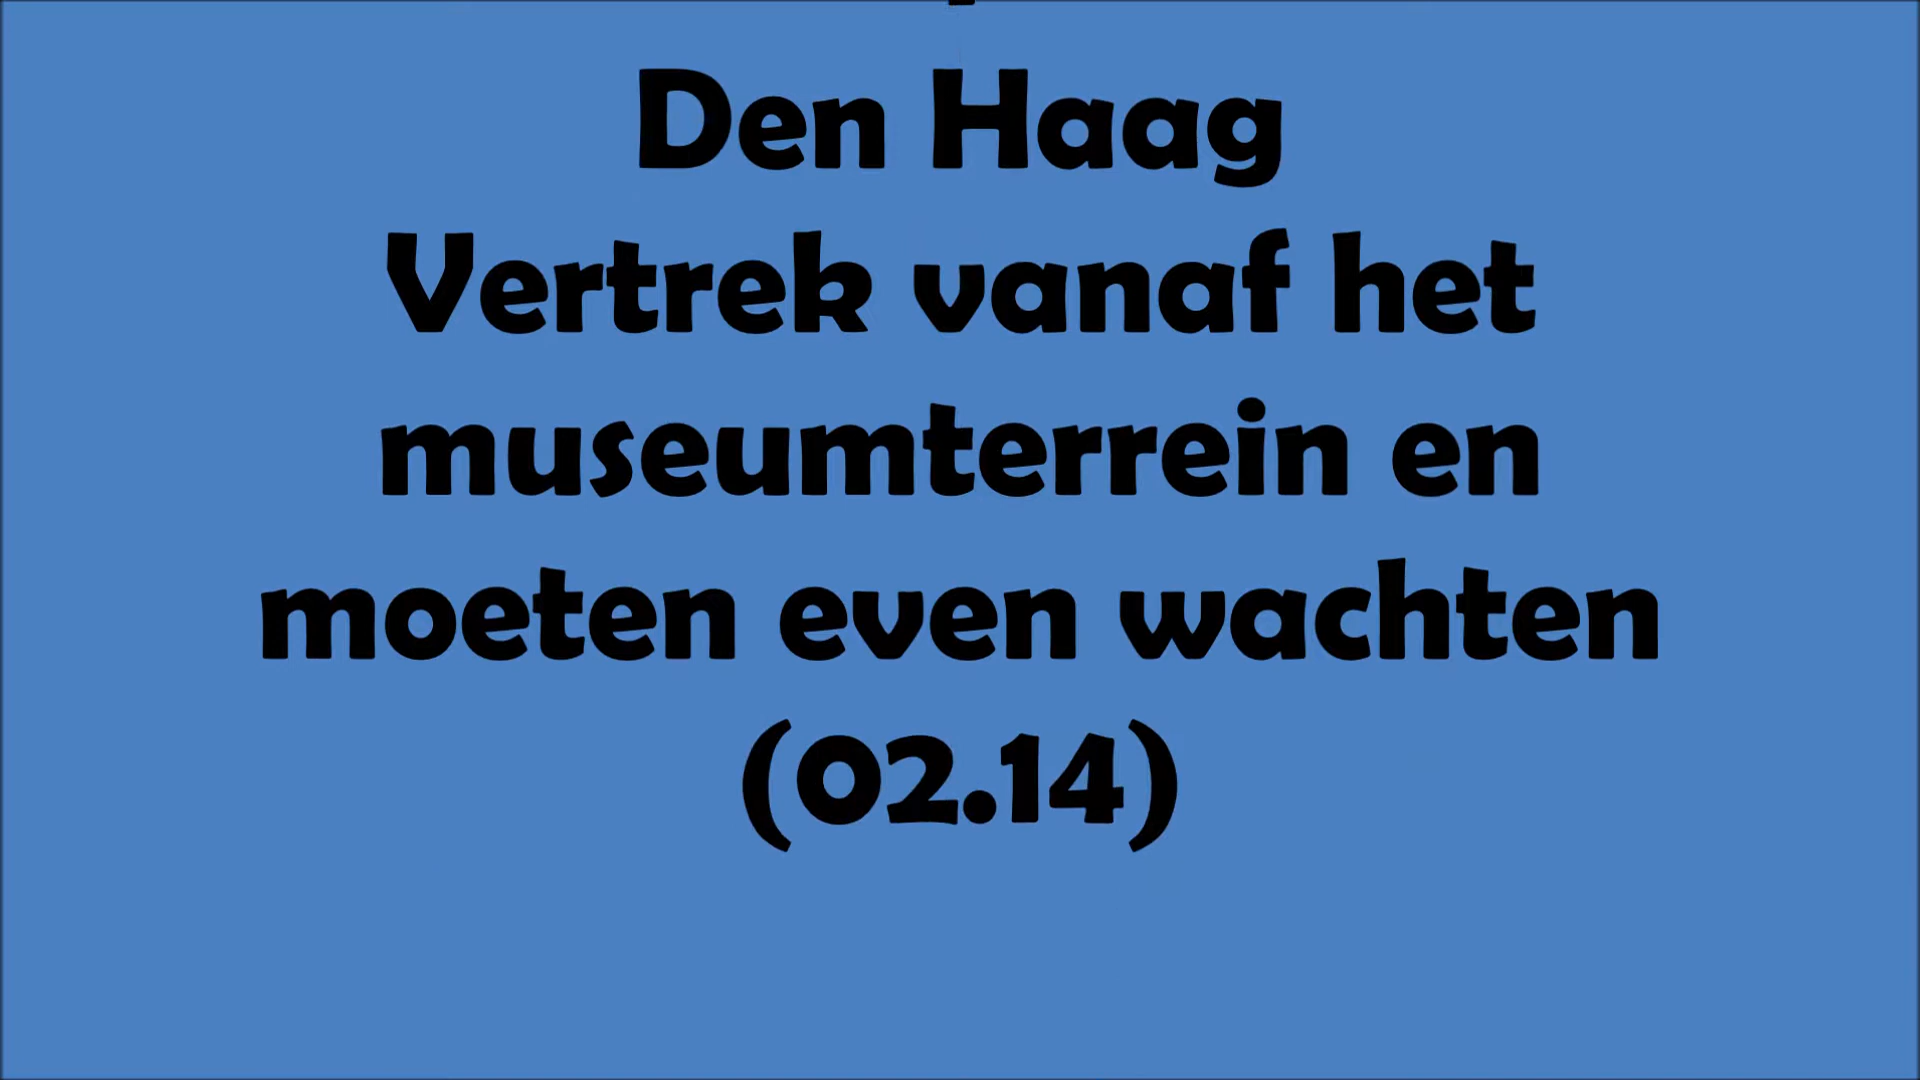 Den Haag
Vertrek vanaf het
museumterrein en
moeten even wachten
(02.14)